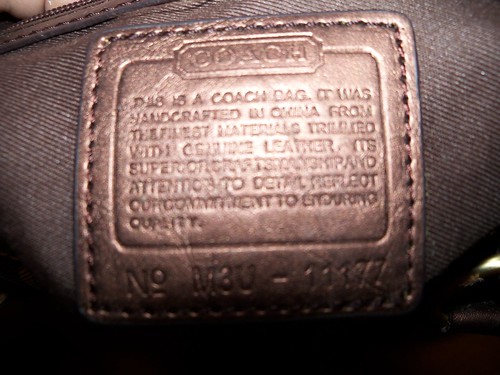 COACH
THIS IS A COACH BAG. IT WAS
HANDCRAFTED IN CHINA FROM
THE FINEST MATERIALS TRIMMED
WITH GENUINE LEATHER. ITS
SUPERIOR CRAFTSMANSHIP AND
ATTENTION TO DETAIL REFLECT
OUR COMMITMENT TO ENDURING
QUALITY.
No M3U - 11177